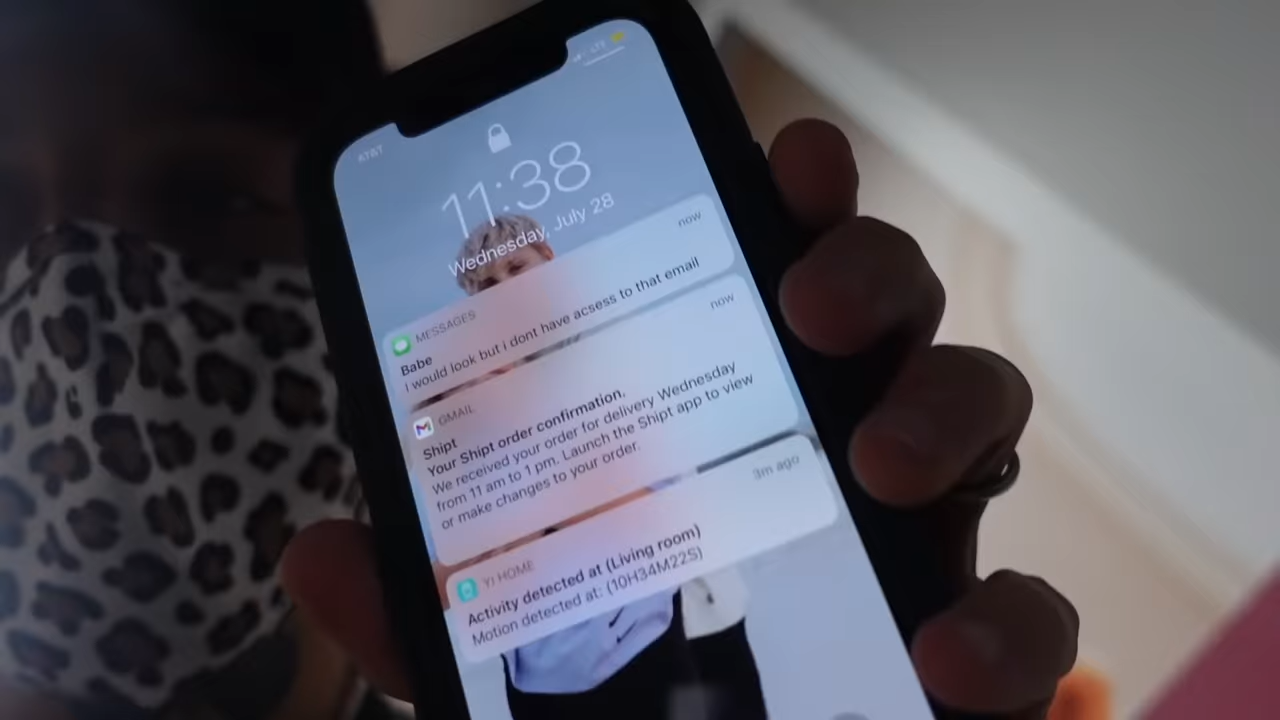 AT&T
LTE
11:38
Wednesday, July 28
MESSAGES
now
Babe
I would look but i dont have acsess to that email
GMAIL
now
Shipt
Your Shipt order confirmation,
We received your order for delivery Wednesday
from 11 am to 1 pm. Launch the Shipt app to view
or make changes to your order.
YI HOME
3m ago
Activity detected at (Living room)
Motion detected at: (10H34M22S)